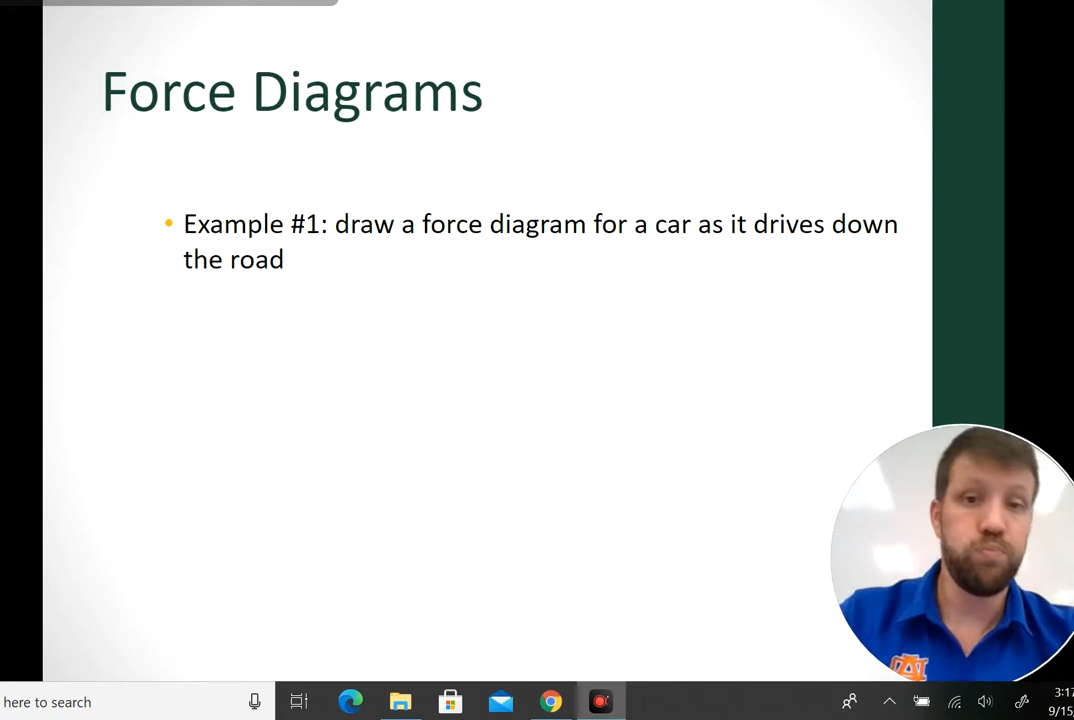 Force Diagrams
• Example #1: draw a force diagram for a car as it drives down
the road
here to search
3:17
9/15